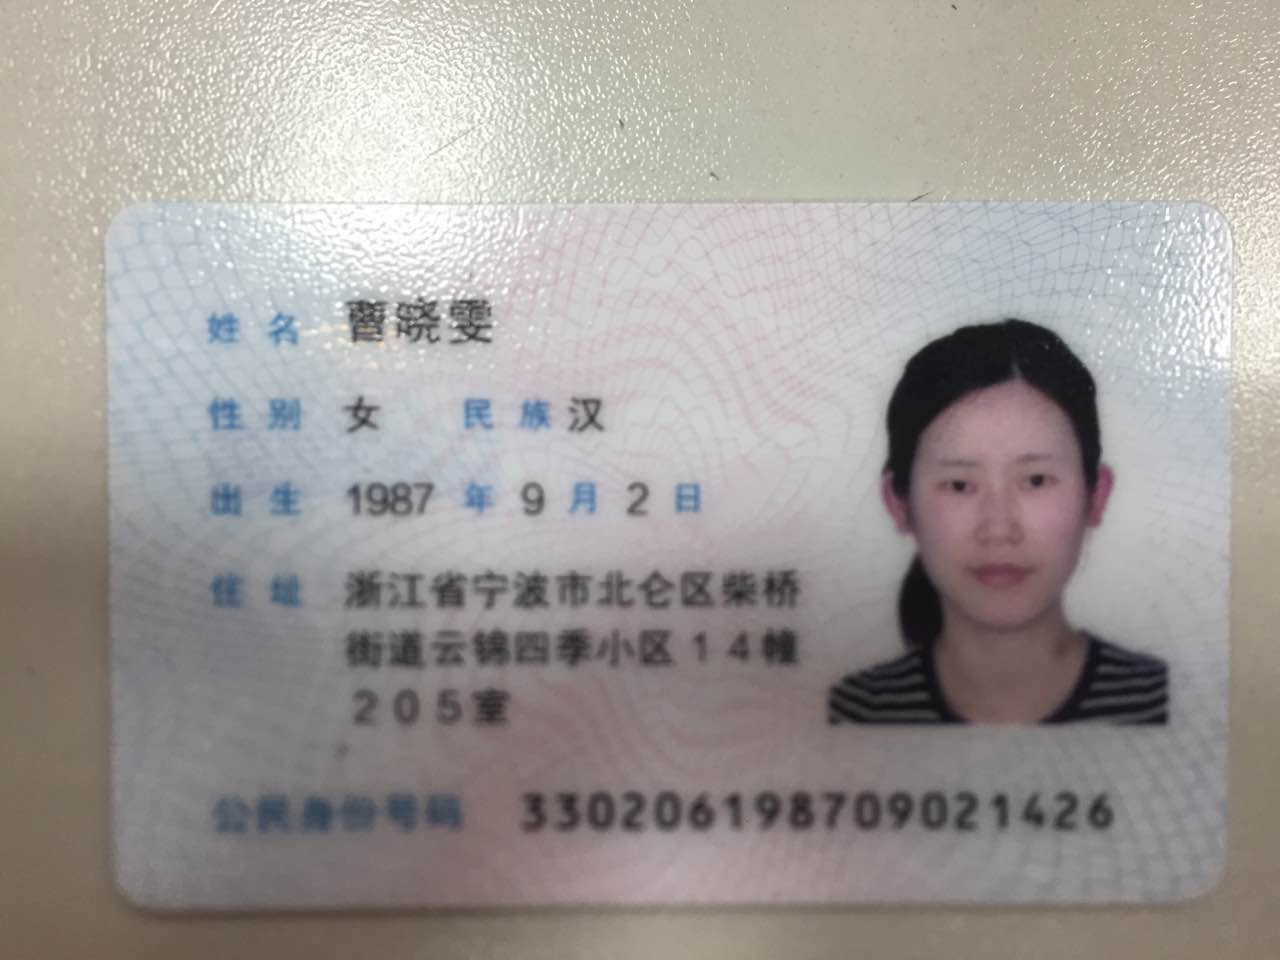 姓名 曹晓雯
性别 女 民族 汉
出生 1987 年 9 月 2 日
住址 浙江省宁波市北仑区柴桥
街道云锦四季小区14幢
205室
公民身份号码 330206198709021426